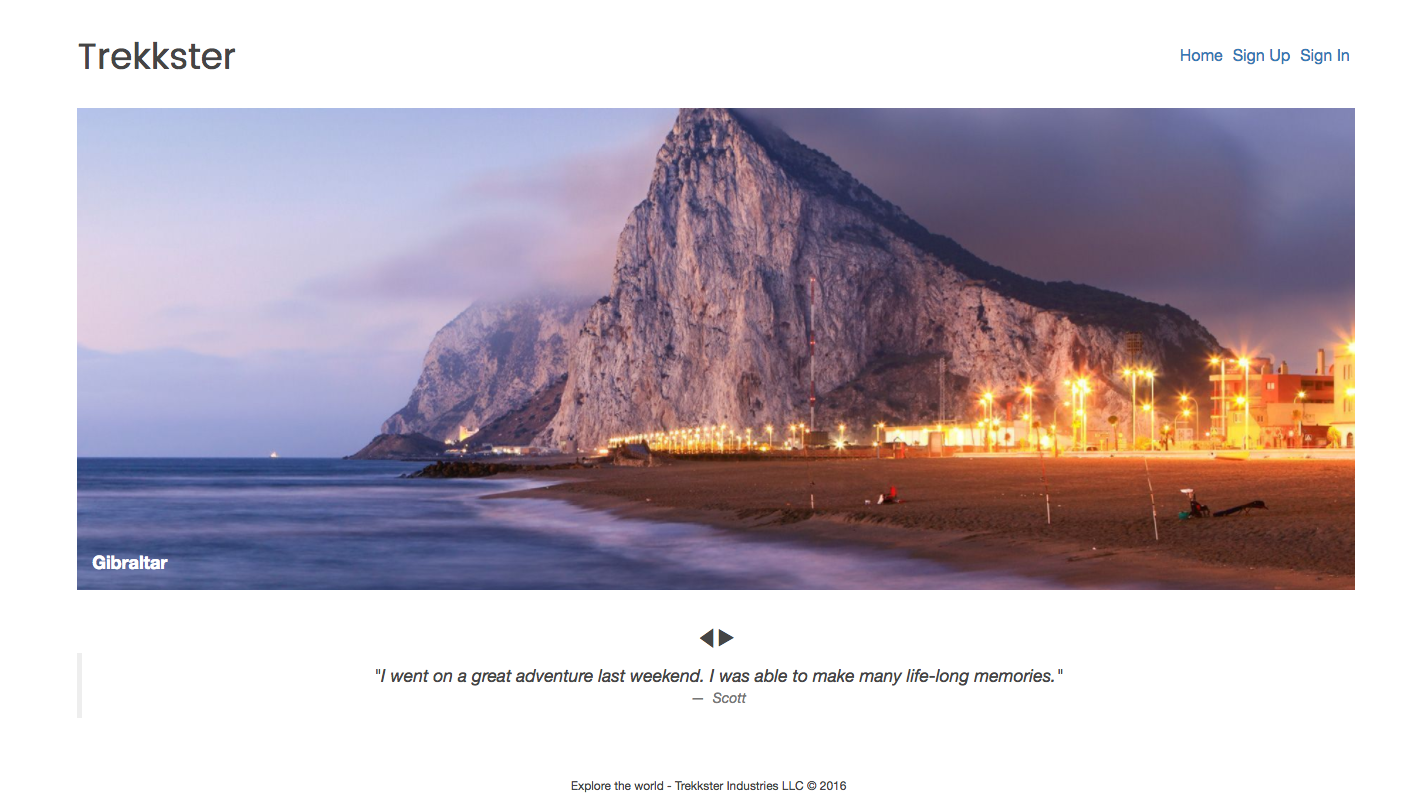 Trekkster
Home Sign Up Sign In
Gibraltar
"I went on a great adventure last weekend. I was able to make many life-long memories."
— Scott
Explore the world - Trekkster Industries LLC © 2016